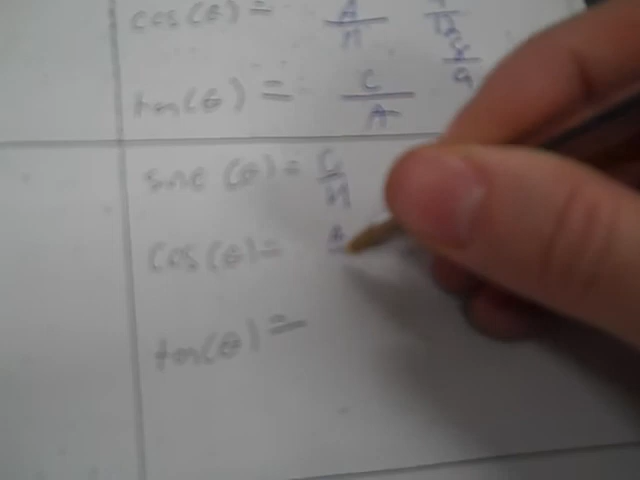 cos(θ) = A/H
tan(θ) = C/A
sine (θ) = C/H
cos(θ) = A
tan(θ) =